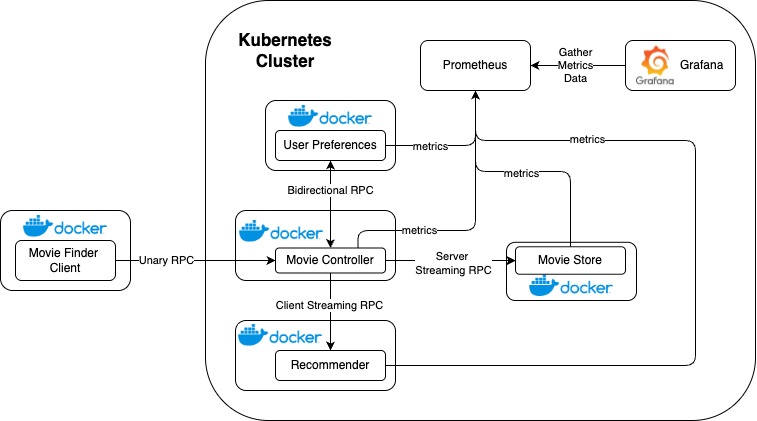 Kubernetes
Cluster
Prometheus
Gather
Metrics
Data
Grafana
Grafana
docker
User Preferences
metrics
metrics
metrics
Bidirectional RPC
docker
Movie Finder
Client
Unary RPC
docker
metrics
Movie Controller
Server
Streaming RPC
Movie Store
docker
Client Streaming RPC
docker
Recommender